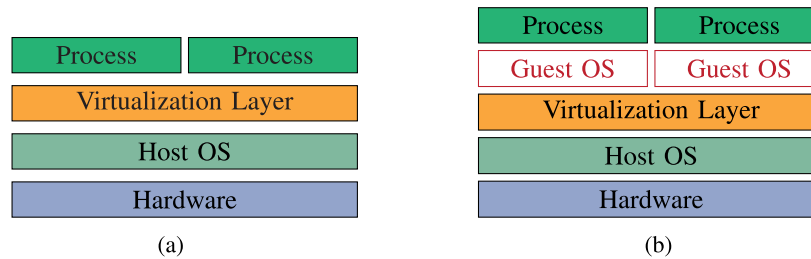 Process Process
Virtualization Layer
Host OS
Hardware
(a)
Process Process
Guest OS Guest OS
Virtualization Layer
Host OS
Hardware
(b)